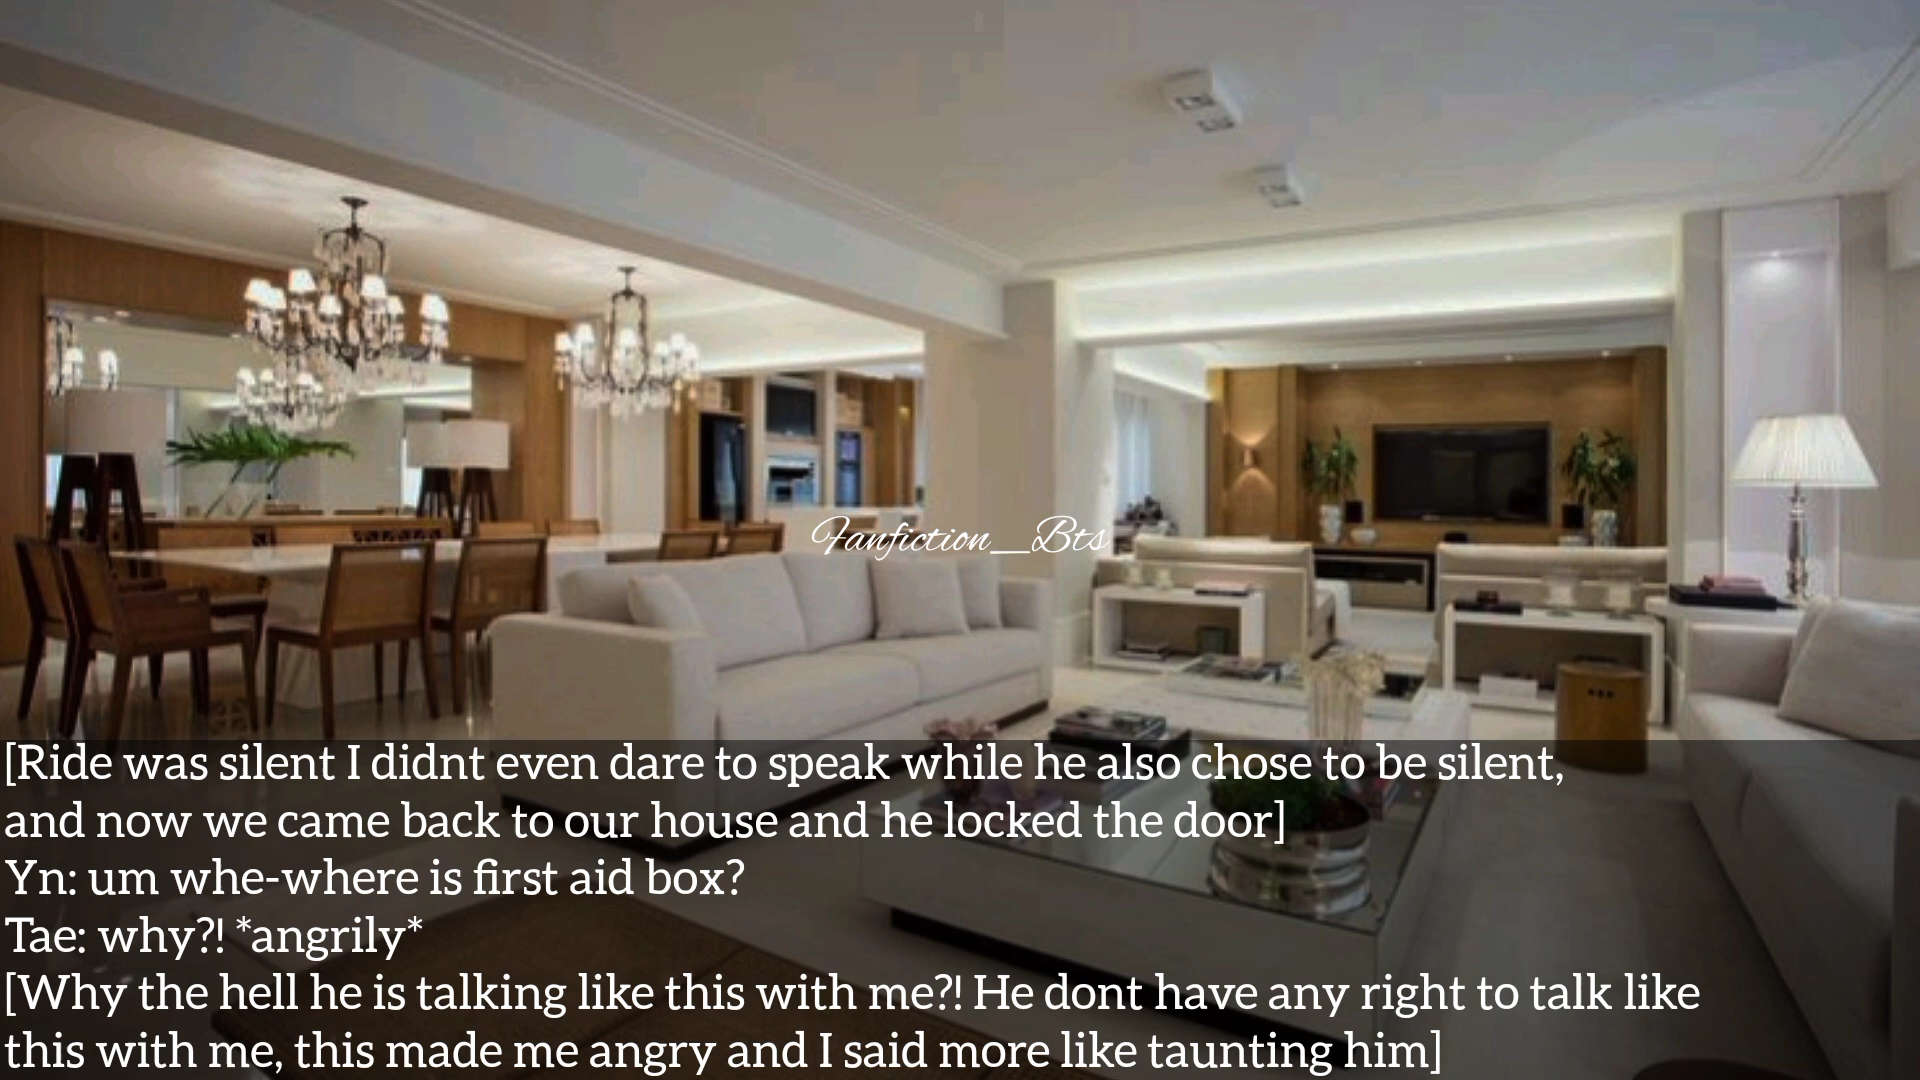 Fanfiction_Bts
[Ride was silent I didnt even dare to speak while he also chose to be silent,
and now we came back to our house and he locked the door]
Yn: um whe-where is first aid box?
Tae: why?! *angrily*
[Why the hell he is talking like this with me?! He dont have any right to talk like
this with me, this made me angry and I said more like taunting him]